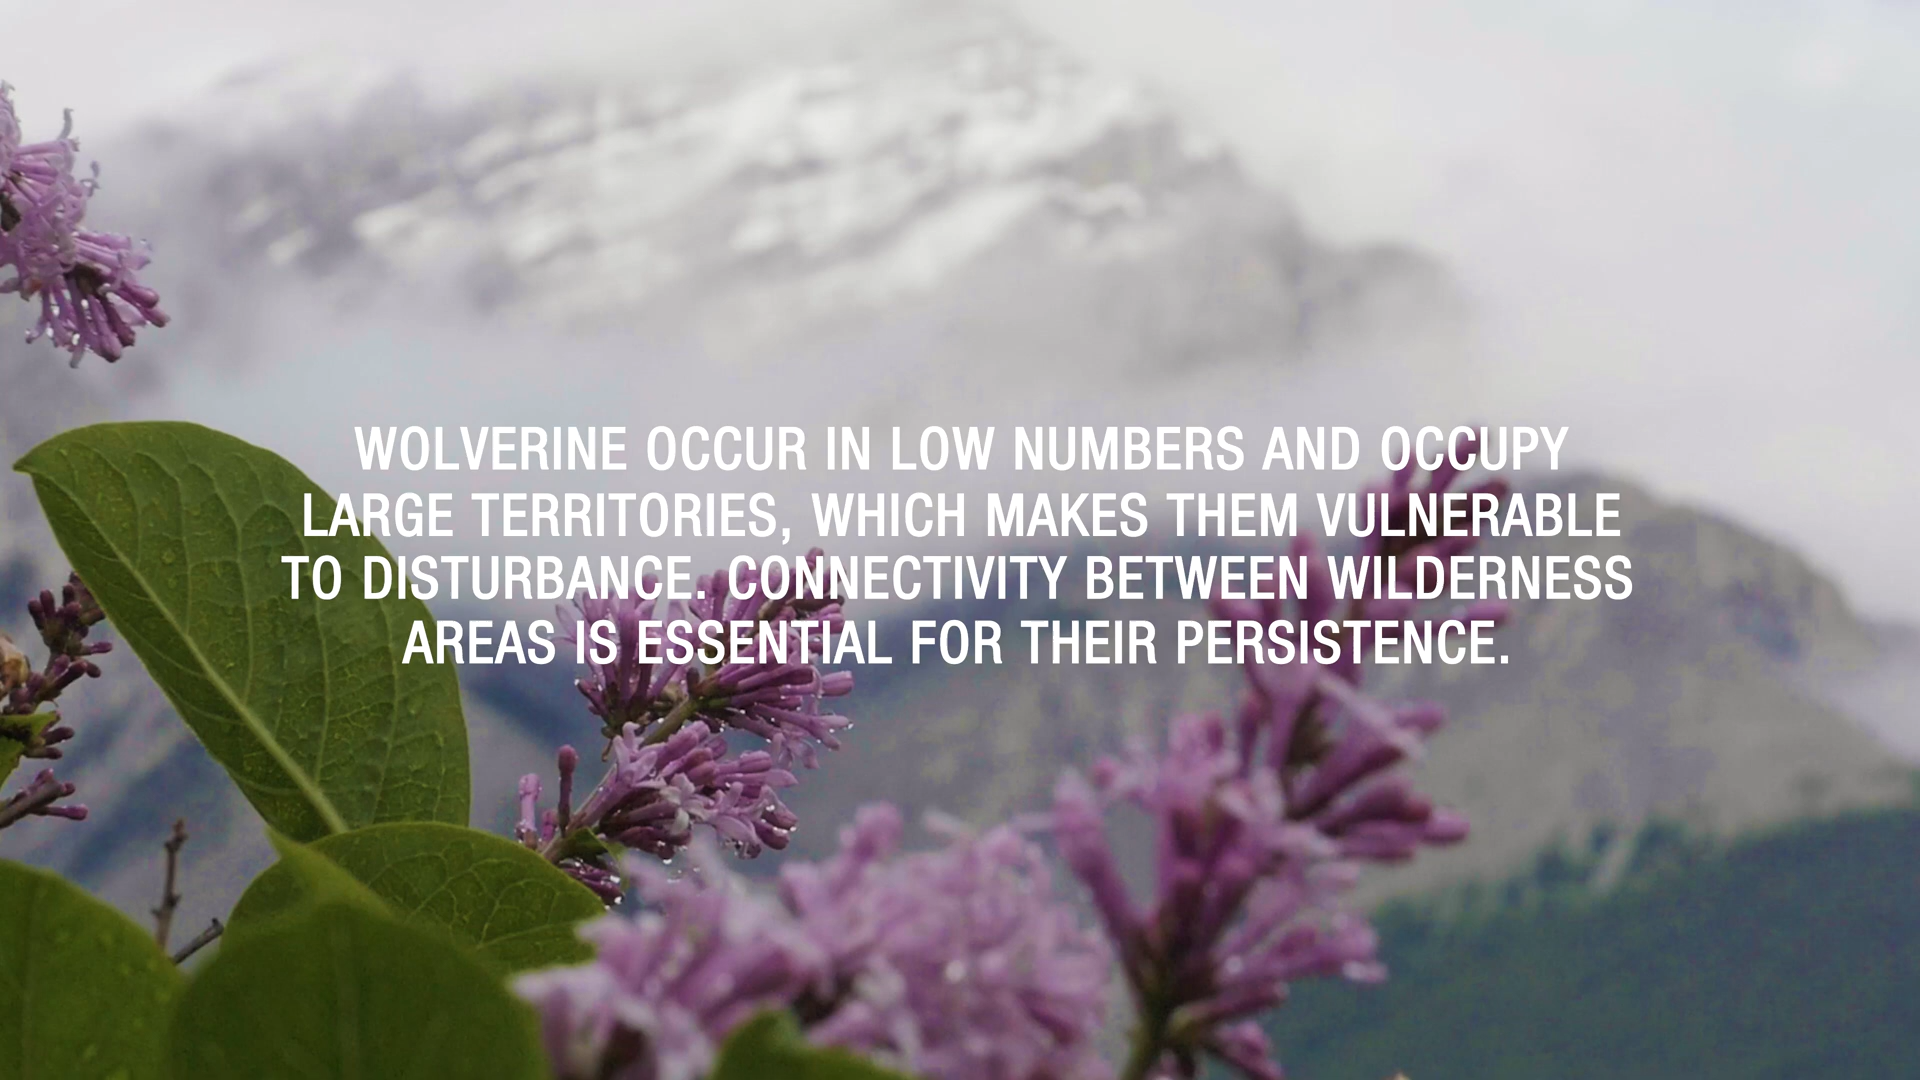 WOLVERINE OCCUR IN LOW NUMBERS AND OCCUPY
LARGE TERRITORIES, WHICH MAKES THEM VULNERABLE
TO DISTURBANCE. CONNECTIVITY BETWEEN WILDERNESS
AREAS IS ESSENTIAL FOR THEIR PERSISTENCE.